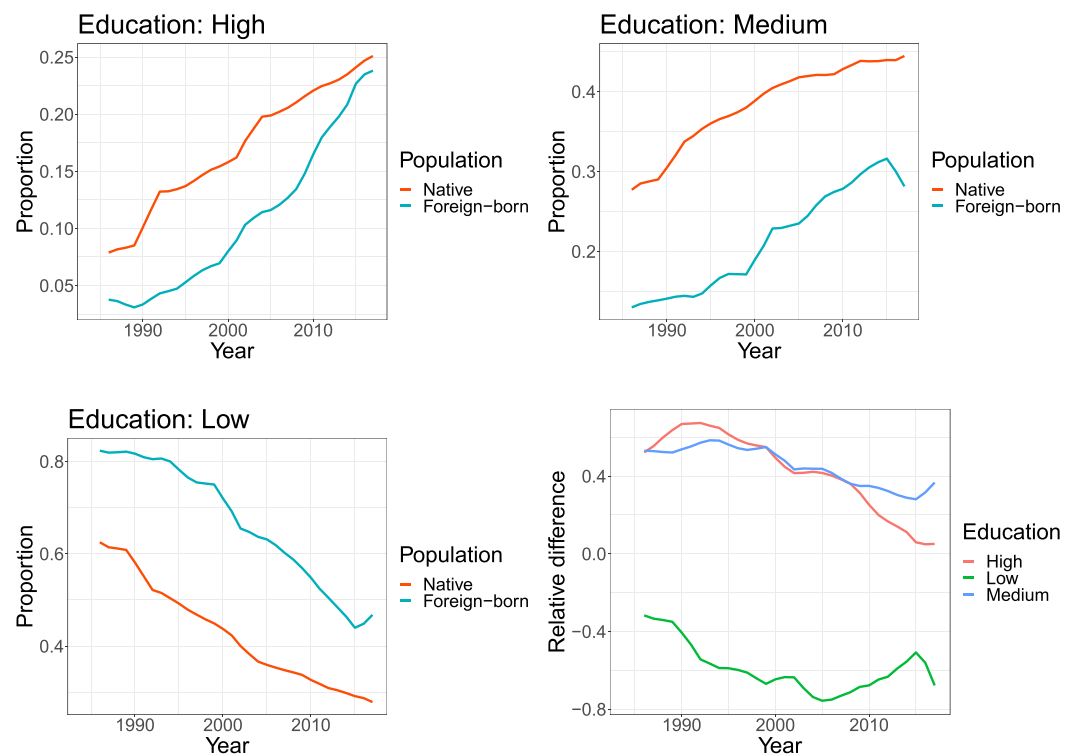 Education: High
0.25
0.20
0.15
0.10
0.05
Proportion
1990
2000
2010
Year
Population
Native
Foreign−born
Education: Medium
0.4
0.3
0.2
Proportion
1990
2000
2010
Year
Population
Native
Foreign−born
Education: Low
0.8
0.6
0.4
Proportion
1990
2000
2010
Year
Population
Native
Foreign−born
0.4
0.0
−0.4
−0.8
Relative difference
1990
2000
2010
Year
Education
High
Low
Medium